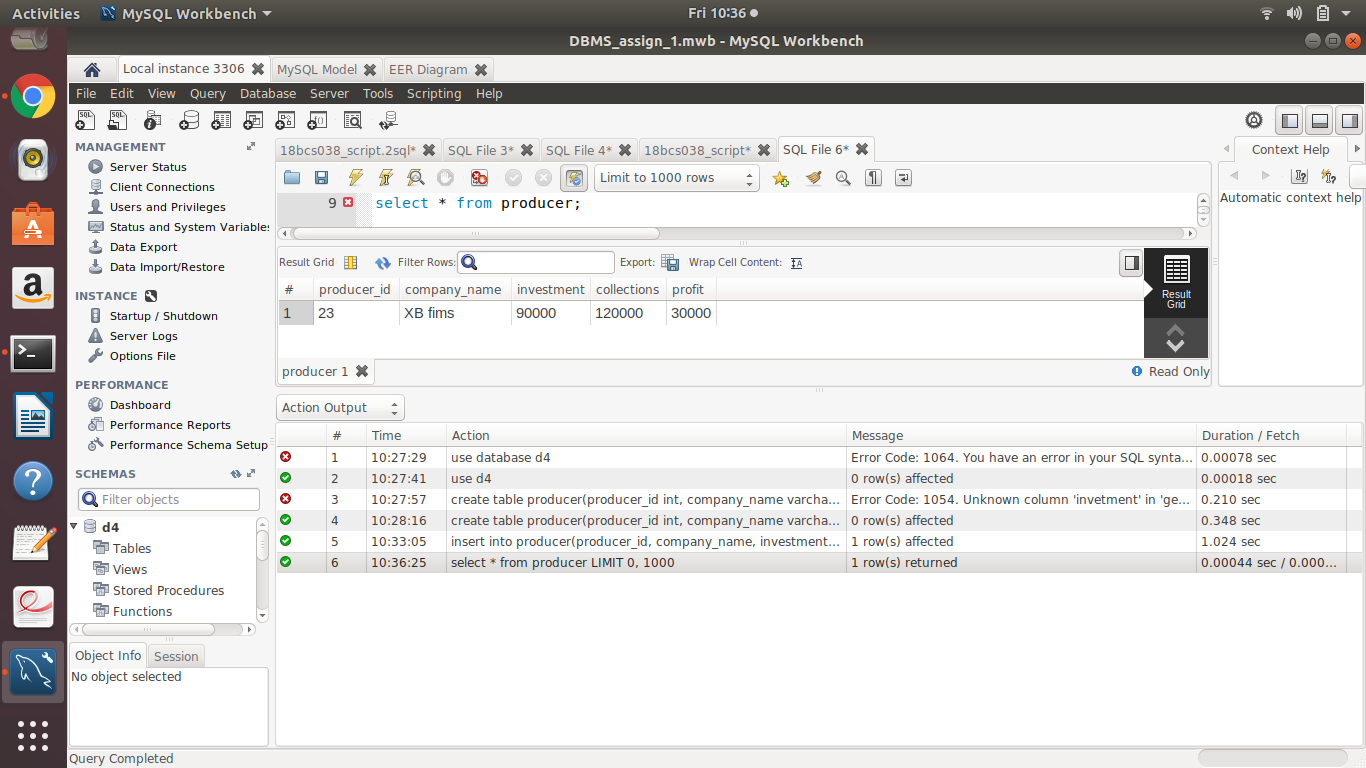 Activities MySQL Workbench Fri 10:36
DBMS_assign_1.mwb - MySQL Workbench
Local instance 3306 MySQL Model EER Diagram
File Edit View Query Database Server Tools Scripting Help
MANAGEMENT
Server Status
Client Connections
Users and Privileges
Status and System Variables
Data Export
Data Import/Restore
INSTANCE
Startup / Shutdown
Server Logs
Options File
PERFORMANCE
Dashboard
Performance Reports
Performance Schema Setup
SCHEMAS
Filter objects
d4
Tables
Views
Stored Procedures
Functions
Object Info Session
No object selected
18bcs038_script.2sql* SQL File 3* SQL File 4* 18bcs038_script* SQL File 6*
Limit to 1000 rows
9 select * from producer;
Result Grid Filter Rows: Export: Wrap Cell Content:
# producer_id company_name investment collections profit
1 23 XB fims 90000 120000 30000
Result
Grid
producer 1 Read Only
Context Help
Automatic context help
Action Output
# Time Action Message Duration / Fetch
1 10:27:29 use database d4 Error Code: 1064. You have an error in your SQL synta... 0.00078 sec
2 10:27:41 use d4 0 row(s) affected 0.00018 sec
3 10:27:57 create table producer(producer_id int, company_name varcha... Error Code: 1054. Unknown column 'invetment' in 'ge... 0.210 sec
4 10:28:16 create table producer(producer_id int, company_name varcha... 0 row(s) affected 0.348 sec
5 10:33:05 insert into producer(producer_id, company_name, investment... 1 row(s) affected 1.024 sec
6 10:36:25 select * from producer LIMIT 0, 1000 1 row(s) returned 0.00044 sec / 0.000...
Query Completed